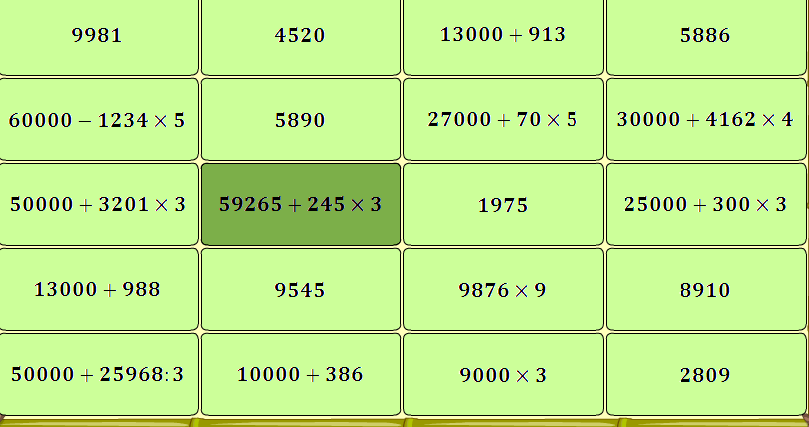 9981 4520 13000 + 913 5886
60000 − 1234 × 5 5890 27000 + 70 × 5 30000 + 4162 × 4
50000 + 3201 × 3 59265 + 245 × 3 1975 25000 + 300 × 3
13000 + 988 9545 9876 × 9 8910
50000 + 25968:3 10000 + 386 9000 × 3 2809